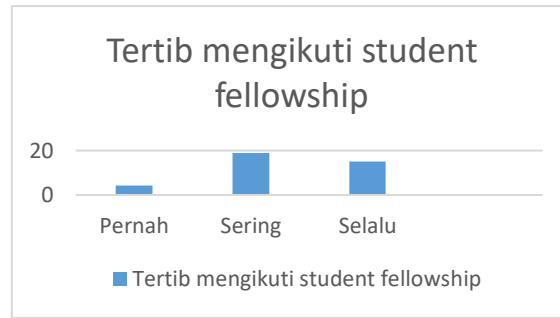 Tertib mengikuti student
fellowship
20
0
Pernah Sering Selalu
Tertib mengikuti student fellowship